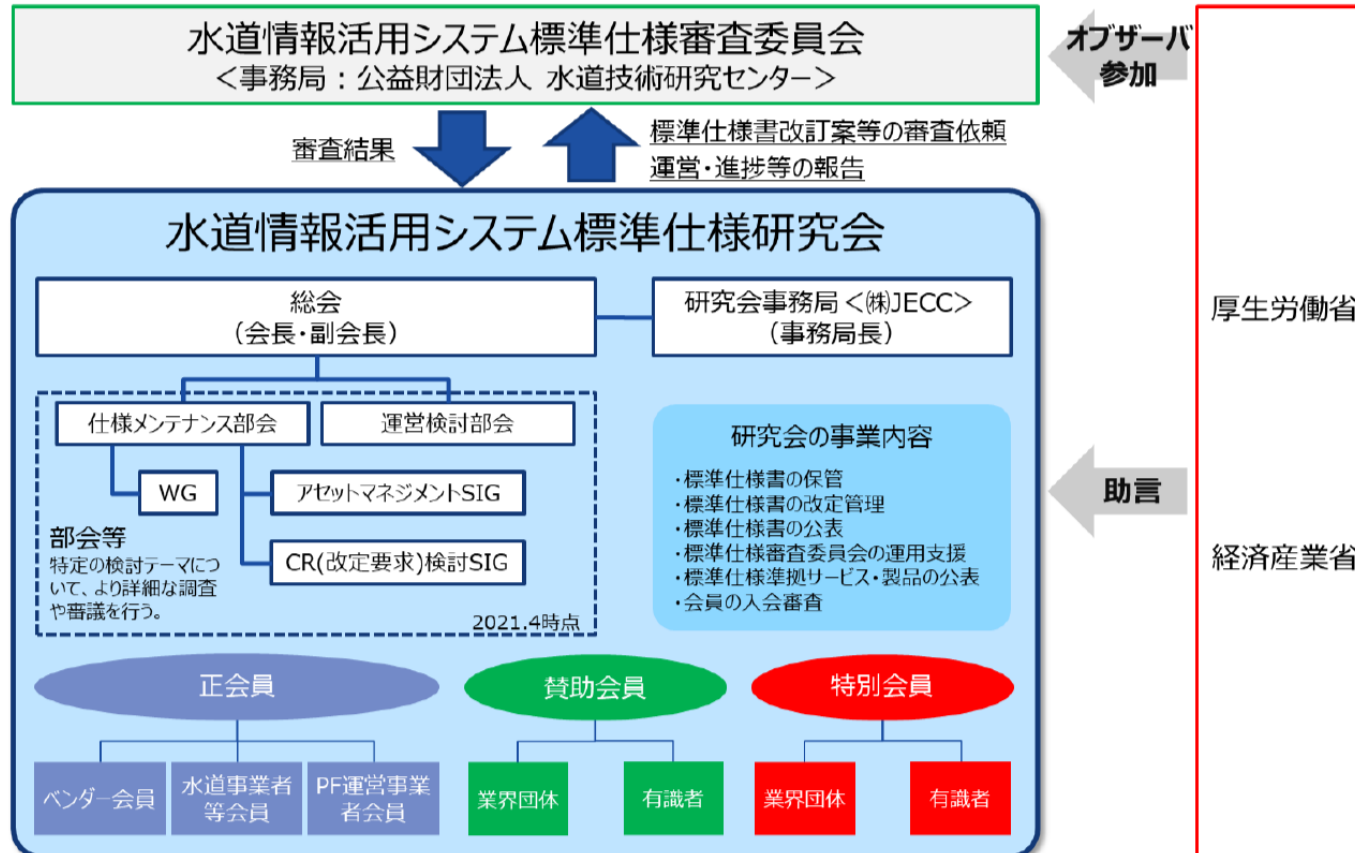 水道情報活用システム標準仕様審査委員会
＜事務局：公益財団法人 水道技術研究センター＞
オブザーバ
参加
審査結果
標準仕様書改訂案等の審査依頼
運営・進捗等の報告
水道情報活用システム標準仕様研究会
総会
（会長・副会長）
研究会事務局＜㈱JECC＞
（事務局長）
厚生労働省
仕様メンテナンス部会
運営検討部会
WG
アセットマネジメントSIG
CR(改定要求)検討SIG
部会等
特定の検討テーマにつ
いて、より詳細な調査
や審議を行う。
2021.4時点
研究会の事業内容
・標準仕様書の保管
・標準仕様書の改定管理
・標準仕様書の公表
・標準仕様審査委員会の運用支援
・標準仕様準拠サービス・製品の公表
・会員の入会審査
助言
経済産業省
正会員
賛助会員
特別会員
ベンダー会員
水道事業者
等会員
PF運営事業
者会員
業界団体
有識者
業界団体
有識者